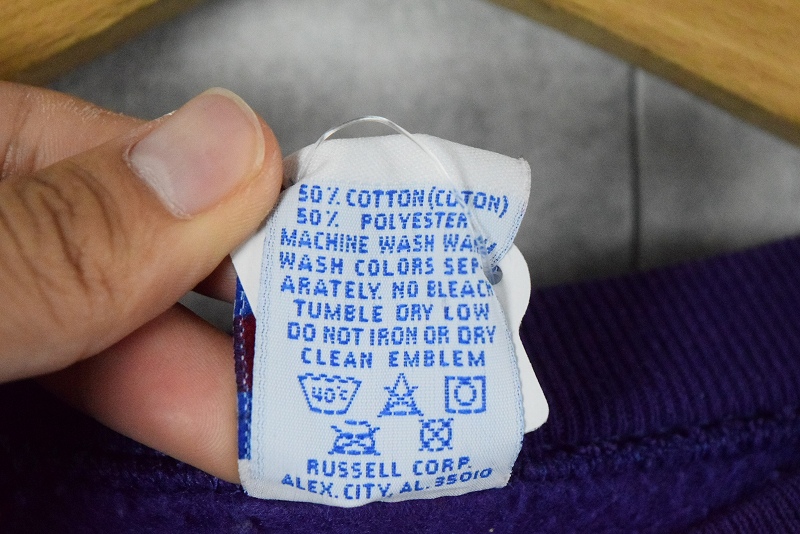 50% COTTON (COTON)
50% POLYESTER
MACHINE WASH WARM
WASH COLORS SEP
ARATELY. NO BLEACH
TUMBLE DRY LOW
DO NOT IRON OR DRY
CLEAN EMBLEM
40°C
RUSSELL CORP.
ALEX. CITY, AL. 35010